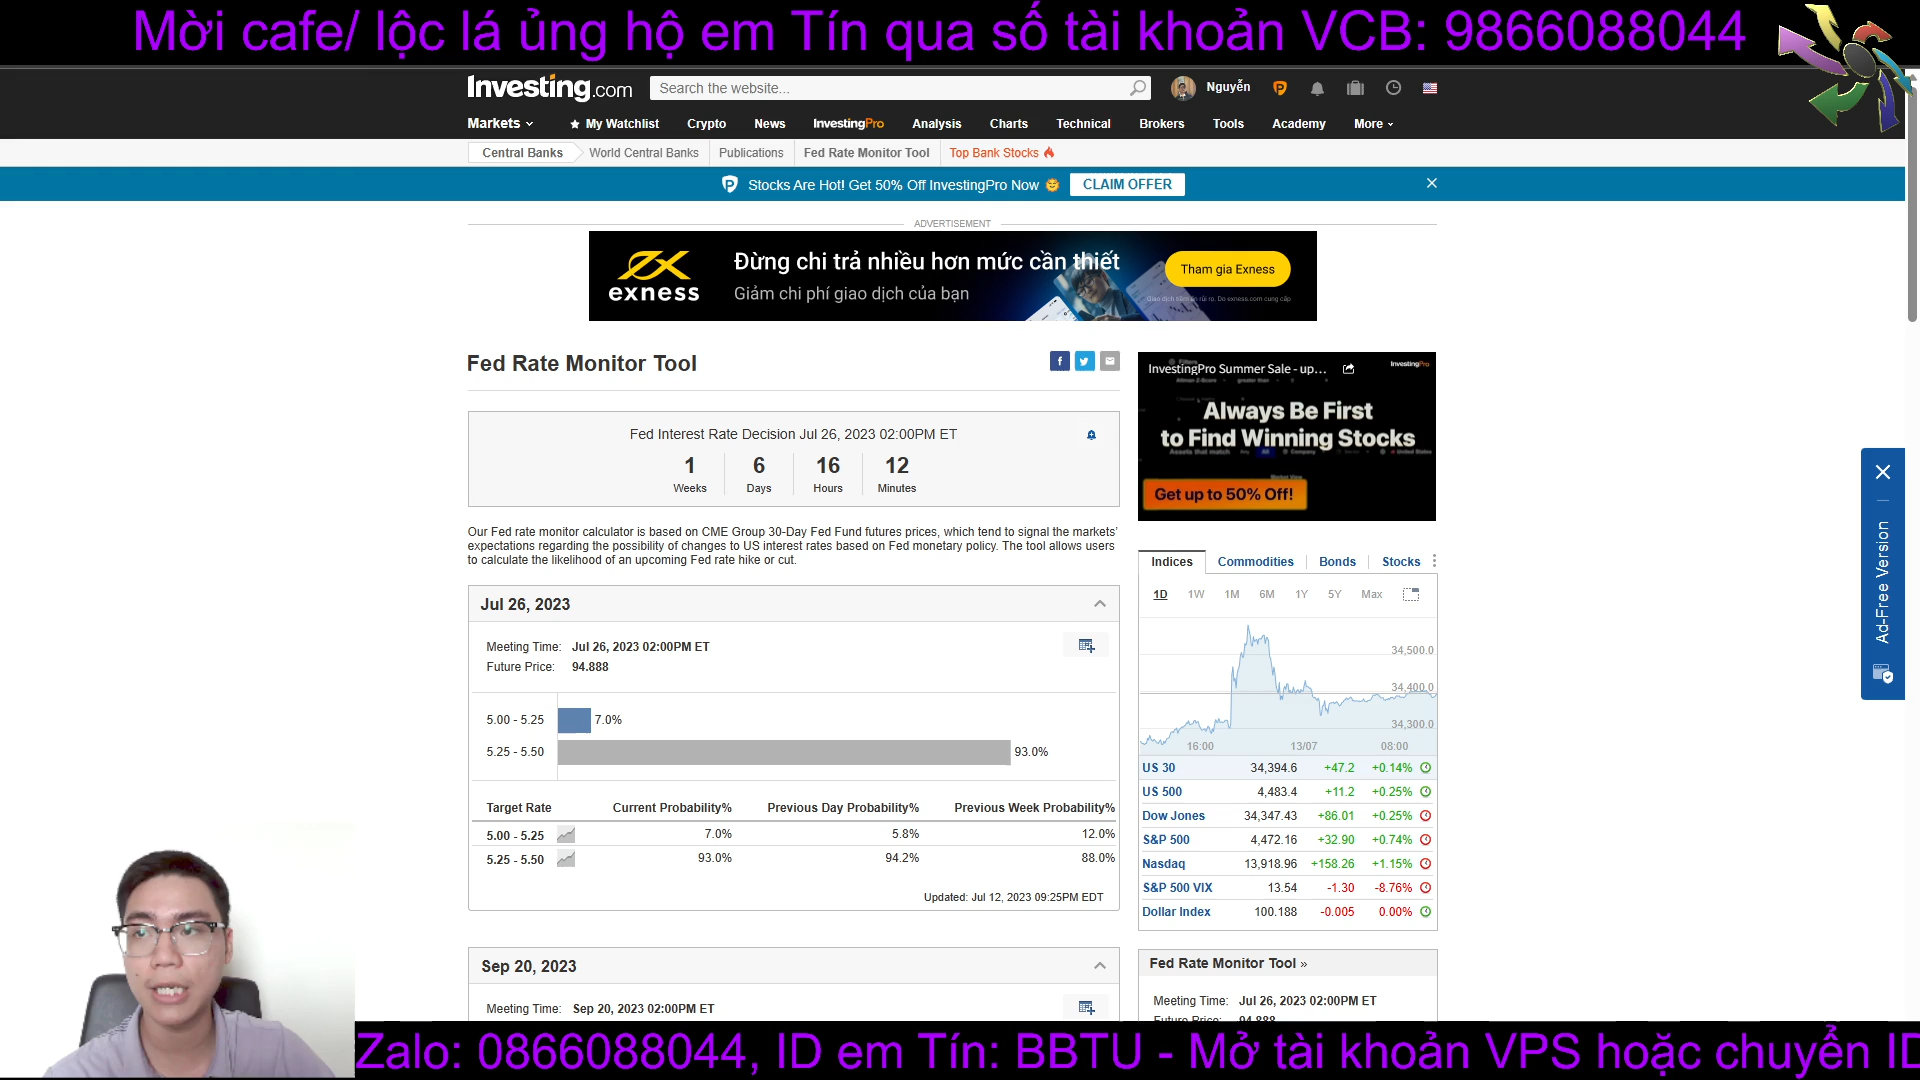 Mời cafe/ lộc lá ủng hộ em Tín qua số tài khoản VCB: 9866088044
Investing.com
Search the website...
Nguyễn
Markets
My Watchlist
Crypto
News
InvestingPro
Analysis
Charts
Technical
Brokers
Tools
Academy
More
Central Banks
World Central Banks
Publications
Fed Rate Monitor Tool
Top Bank Stocks
Stocks Are Hot! Get 50% Off InvestingPro Now
CLAIM OFFER
ADVERTISEMENT
exness
Đừng chi trả nhiều hơn mức cần thiết
Giảm chi phí giao dịch của bạn
Tham gia Exness
Giao dịch tiềm ẩn rủi ro. Do exness.com cung cấp
Fed Rate Monitor Tool
Fed Interest Rate Decision Jul 26, 2023 02:00PM ET
1 6 16 12
Weeks Days Hours Minutes
Our Fed rate monitor calculator is based on CME Group 30-Day Fed Fund futures prices, which tend to signal the markets'
expectations regarding the possibility of changes to US interest rates based on Fed monetary policy. The tool allows users
to calculate the likelihood of an upcoming Fed rate hike or cut.
Jul 26, 2023
Meeting Time: Jul 26, 2023 02:00PM ET
Future Price: 94.888
5.00 - 5.25 7.0%
5.25 - 5.50 93.0%
Target Rate Current Probability% Previous Day Probability% Previous Week Probability%
5.00 - 5.25 7.0% 5.8% 12.0%
5.25 - 5.50 93.0% 94.2% 88.0%
Updated: Jul 12, 2023 09:25PM EDT
Sep 20, 2023
Meeting Time: Sep 20, 2023 02:00PM ET
InvestingPro Summer Sale - up...
InvestingPro
Always Be First
to Find Winning Stocks
Get up to 50% Off!
Indices Commodities Bonds Stocks
1D 1W 1M 6M 1Y 5Y Max
34,500.0
34,400.0
34,300.0
16:00 13/07 08:00
US 30 34,394.6 +47.2 +0.14%
US 500 4,483.4 +11.2 +0.25%
Dow Jones 34,347.43 +86.01 +0.25%
S&P 500 4,472.16 +32.90 +0.74%
Nasdaq 13,918.96 +158.26 +1.15%
S&P 500 VIX 13.54 -1.30 -8.76%
Dollar Index 100.188 -0.005 0.00%
Fed Rate Monitor Tool »
Meeting Time: Jul 26, 2023 02:00PM ET
Future Price: 94.888
Ad-Free Version
Zalo: 0866088044, ID em Tín: BBTU - Mở tài khoản VPS hoặc chuyển ID